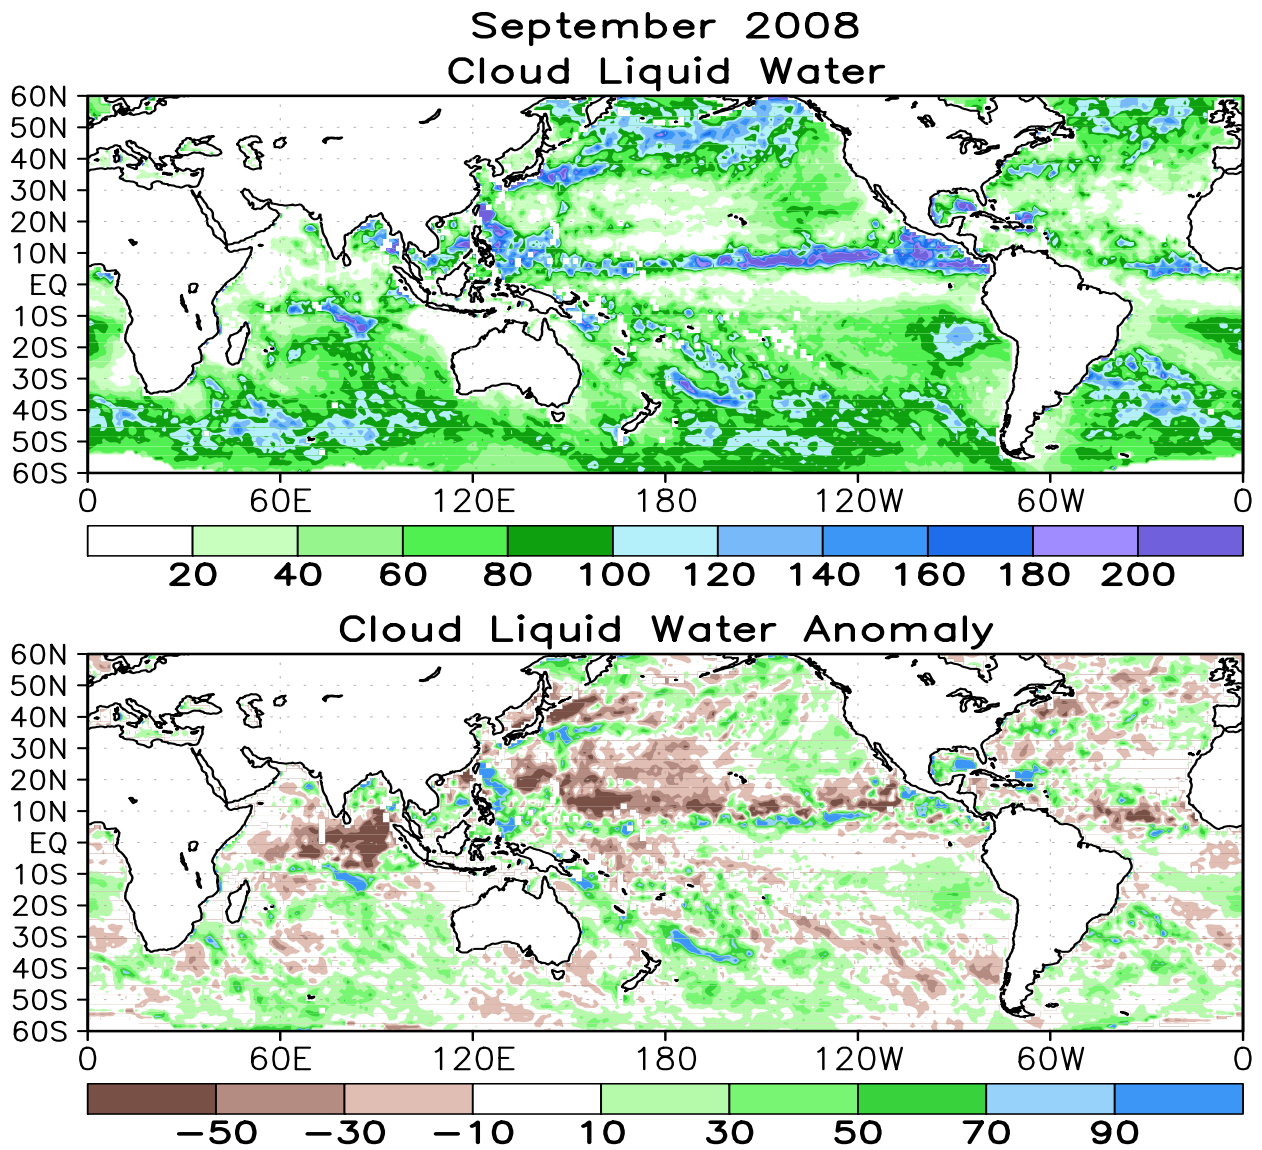 September 2008
Cloud Liquid Water
60N
50N
40N
30N
20N
10N
EQ
10S
20S
30S
40S
50S
60S
0 60E 120E 180 120W 60W 0
20 40 60 80 100 120 140 160 180 200
Cloud Liquid Water Anomaly
60N
50N
40N
30N
20N
10N
EQ
10S
20S
30S
40S
50S
60S
0 60E 120E 180 120W 60W 0
−50 −30 −10 10 30 50 70 90